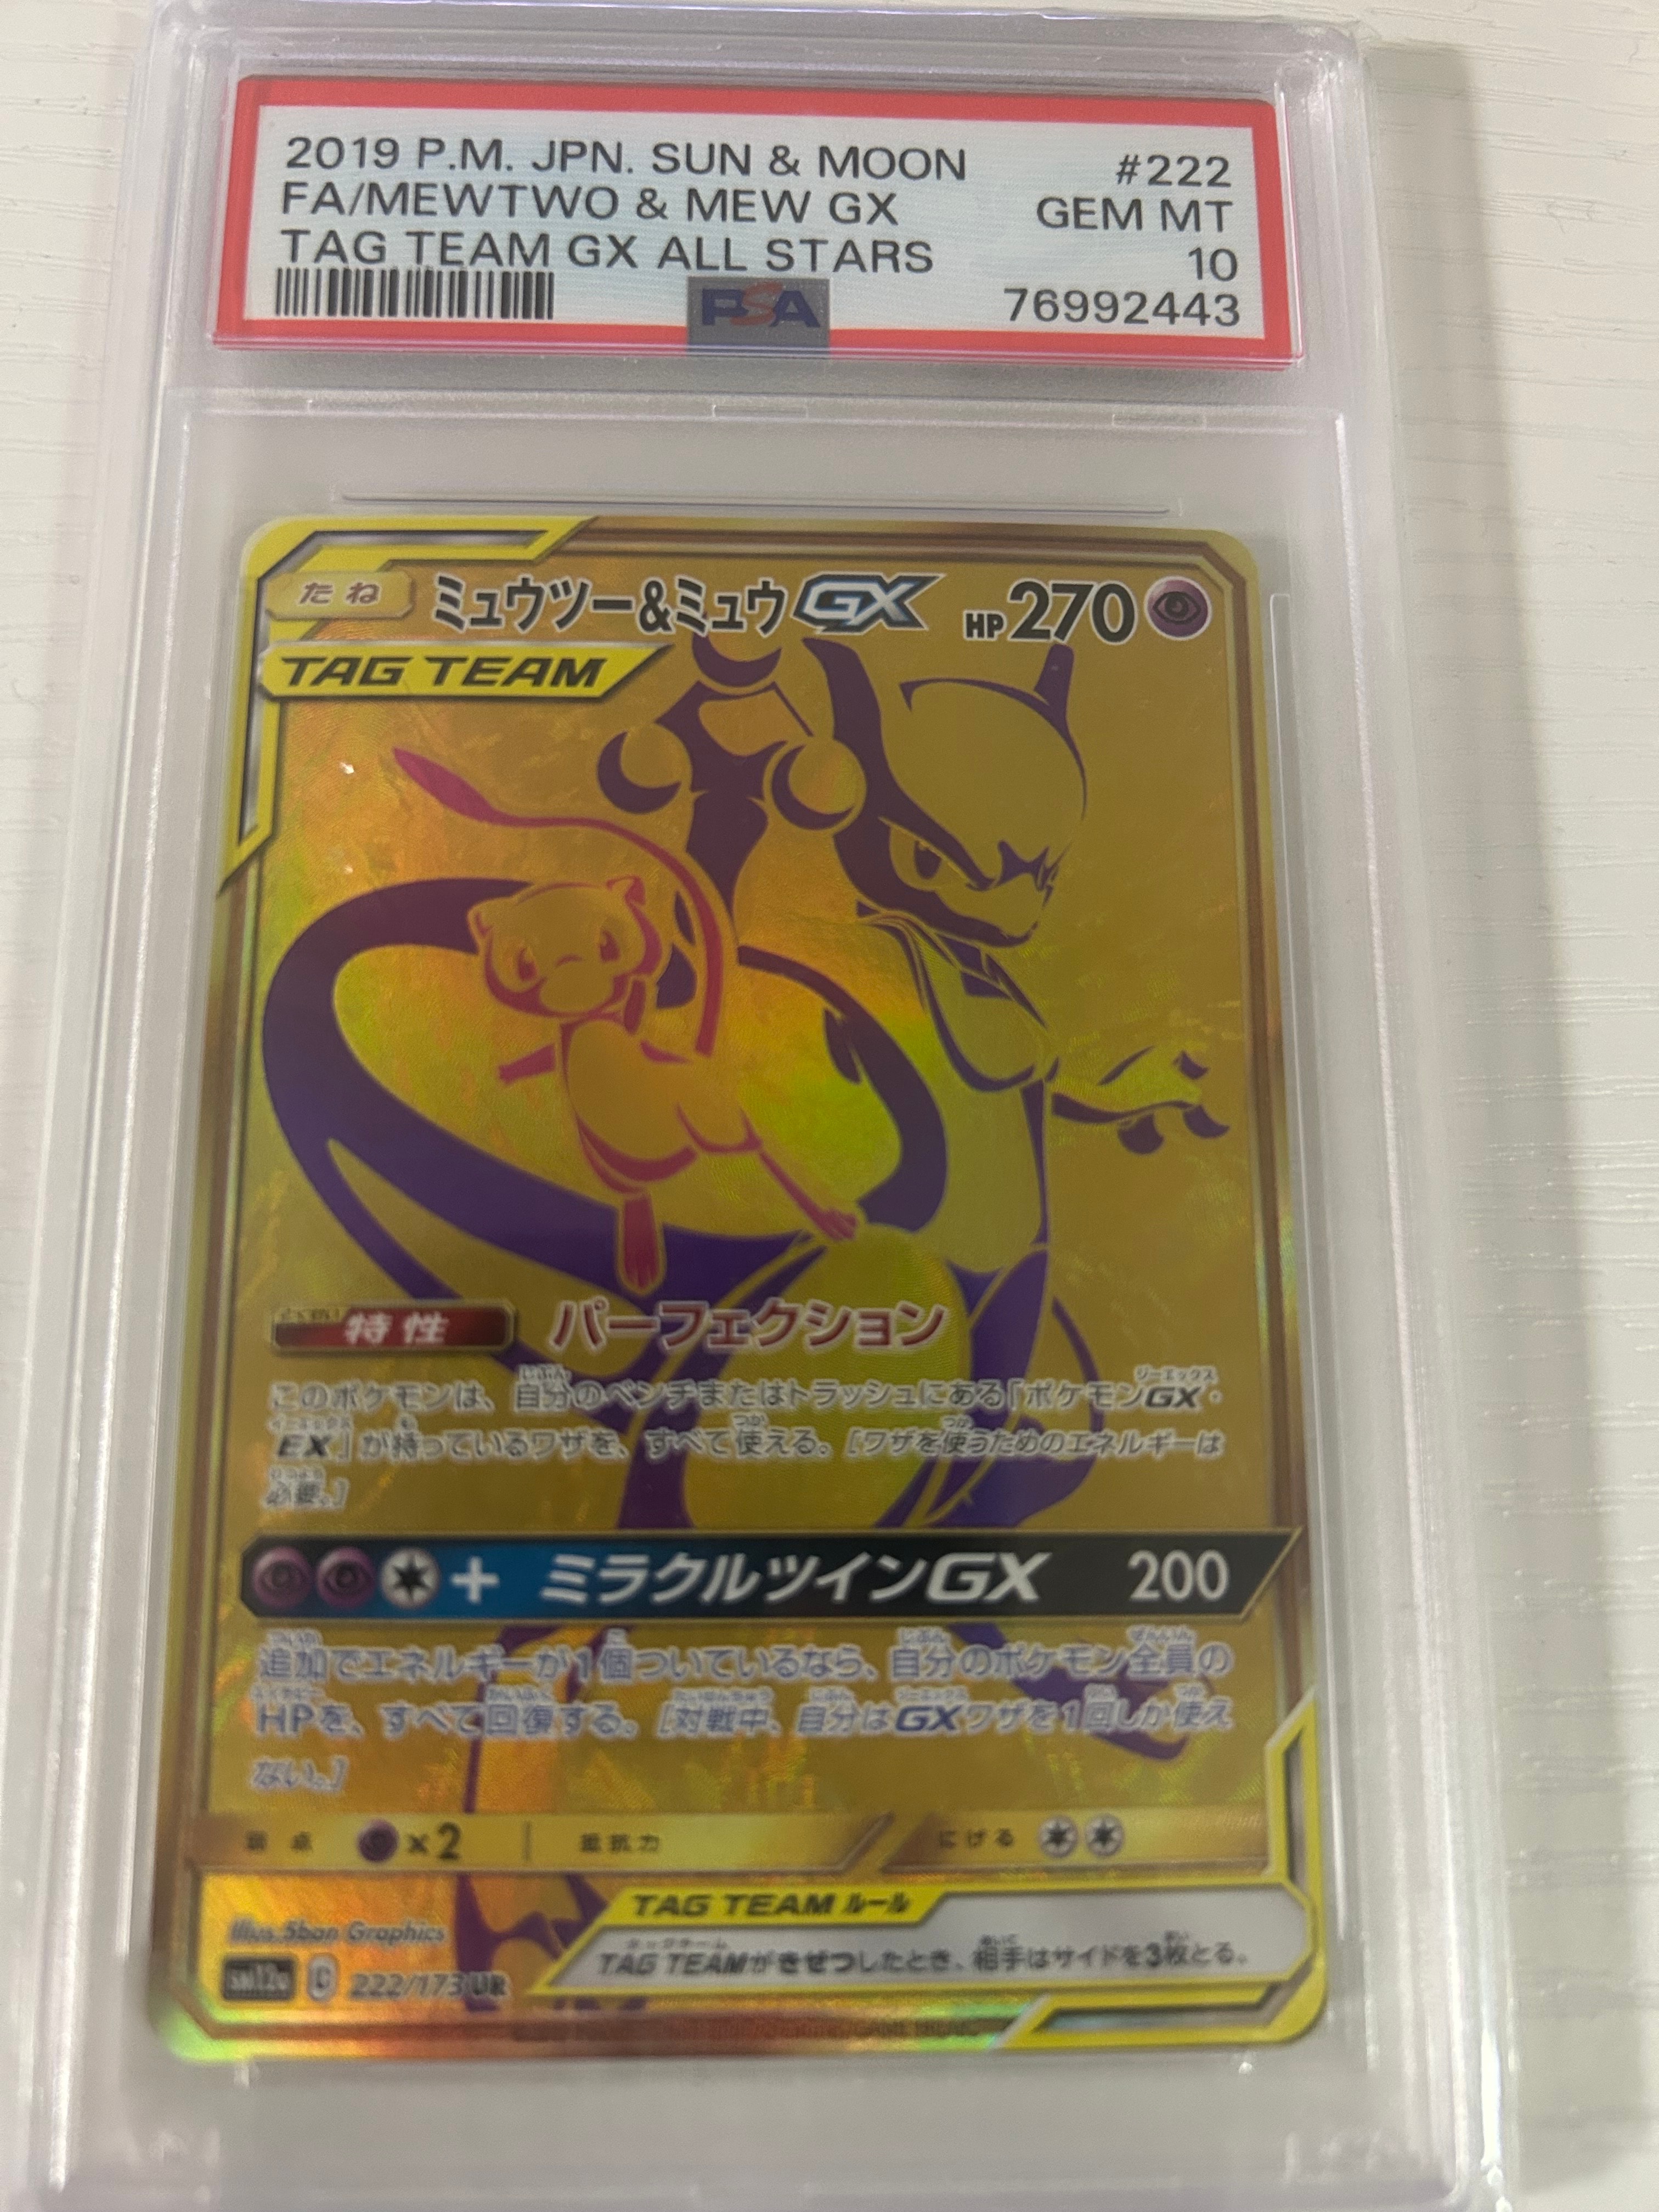 2019 P.M. JPN. SUN & MOON #222
FA/MEWTWO & MEW GX GEM MT
TAG TEAM GX ALL STARS 10
PSA 76992443
たね ミュウツー&ミュウGX HP270
TAG TEAM
特性 パーフェクション
このポケモンは、自分のベンチまたはトラッシュにある「ポケモンGX・
EX」が持っているワザを、すべて使える。[ワザを使うためのエネルギーは
必要。]
+ ミラクルツインGX 200
追加でエネルギーが1個ついているなら、自分のポケモン全員の
HPを、すべて回復する。[対戦中、自分はGXワザを1回しか使え
ない。]
弱点 ×2 抵抗力 にげる
TAG TEAM ルール
Illus. 5ban Graphics
TAG TEAMがきぜつしたとき、相手はサイドを3枚とる。
222/173 UR